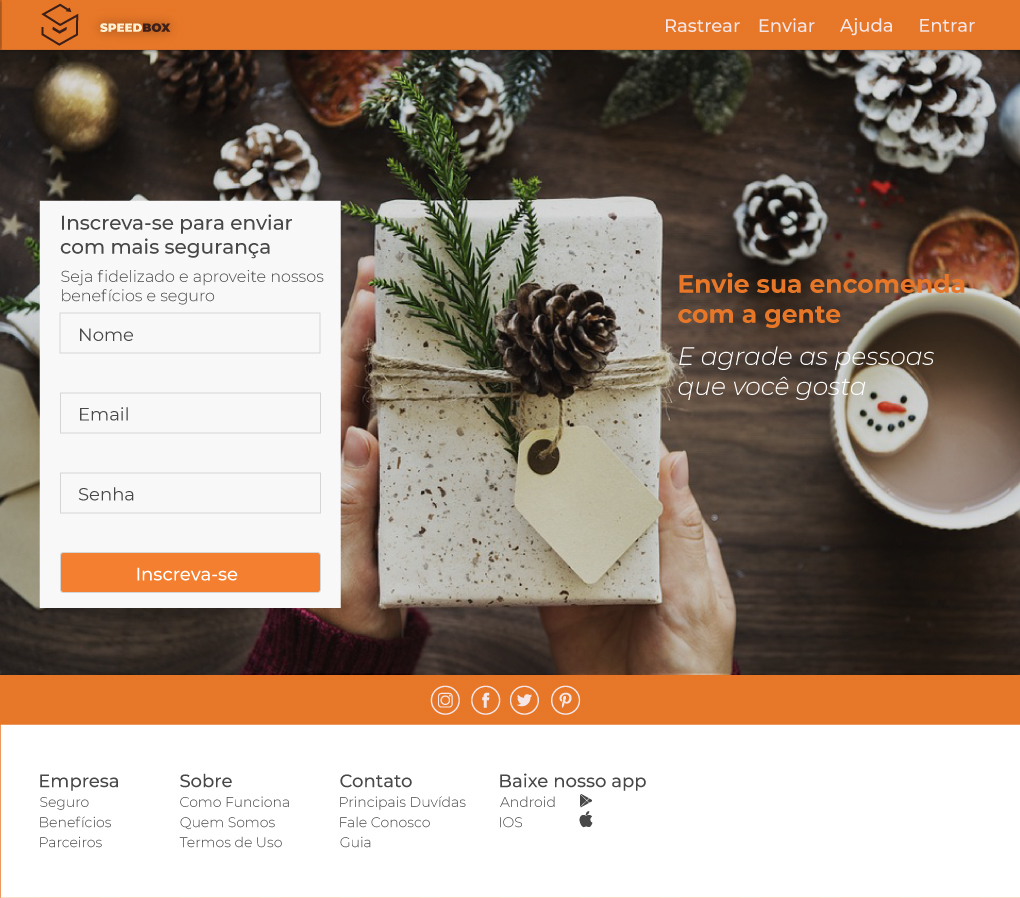 SPEEDBOX
Rastrear Enviar Ajuda Entrar
Inscreva-se para enviar
com mais segurança
Seja fidelizado e aproveite nossos
benefícios e seguro
Nome
Email
Senha
Inscreva-se
Envie sua encomenda
com a gente
E agrade as pessoas
que você gosta
Empresa
Seguro
Benefícios
Parceiros
Sobre
Como Funciona
Quem Somos
Termos de Uso
Contato
Principais Duvídas
Fale Conosco
Guia
Baixe nosso app
Android
IOS